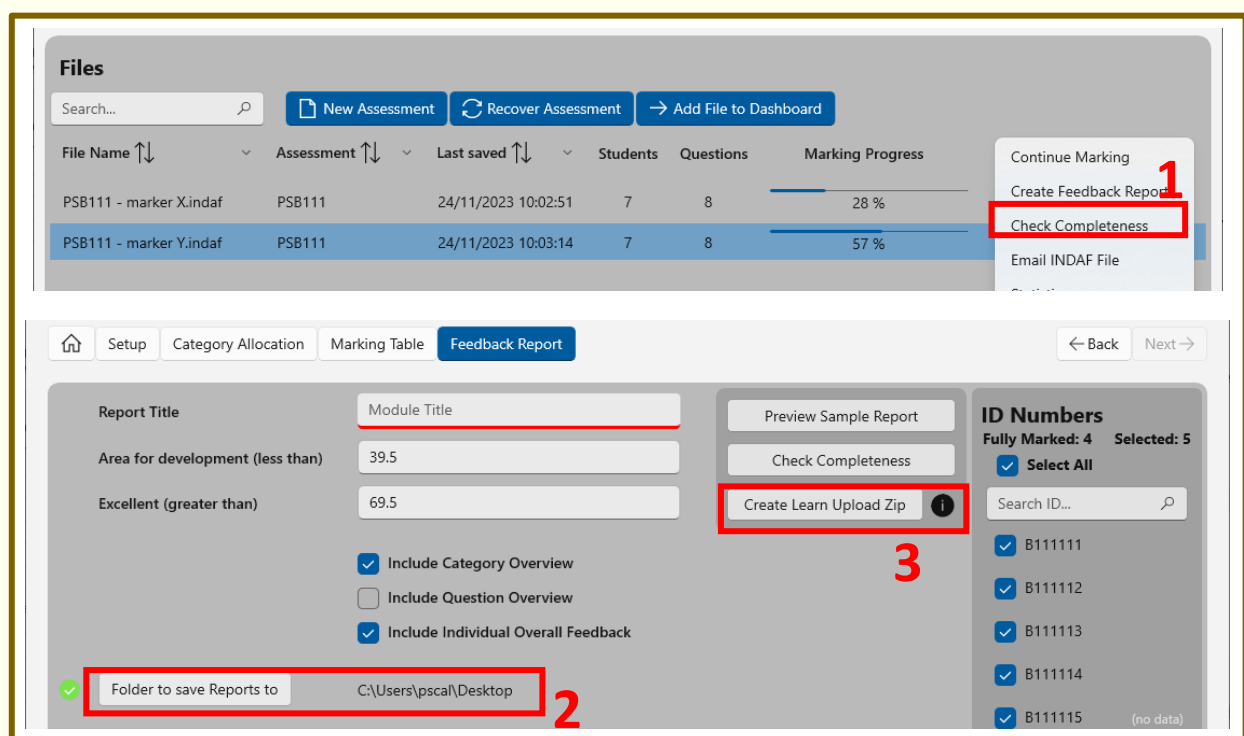 Files
Search... New Assessment Recover Assessment Add File to Dashboard
File Name Assessment Last saved Students Questions Marking Progress
PSB111 - marker X.indaf PSB111 24/11/2023 10:02:51 7 8 28 %
PSB111 - marker Y.indaf PSB111 24/11/2023 10:03:14 7 8 57 %
Continue Marking
1
Create Feedback Report
Check Completeness
Email INDAF File
Setup Category Allocation Marking Table Feedback Report Back Next
Report Title Module Title
Area for development (less than) 39.5
Excellent (greater than) 69.5
Include Category Overview
Include Question Overview
Include Individual Overall Feedback
Folder to save Reports to C:\Users\pscal\Desktop
2
Preview Sample Report
Check Completeness
Create Learn Upload Zip i
3
ID Numbers
Fully Marked: 4 Selected: 5
Select All
Search ID...
B111111
B111112
B111113
B111114
B111115 (no data)